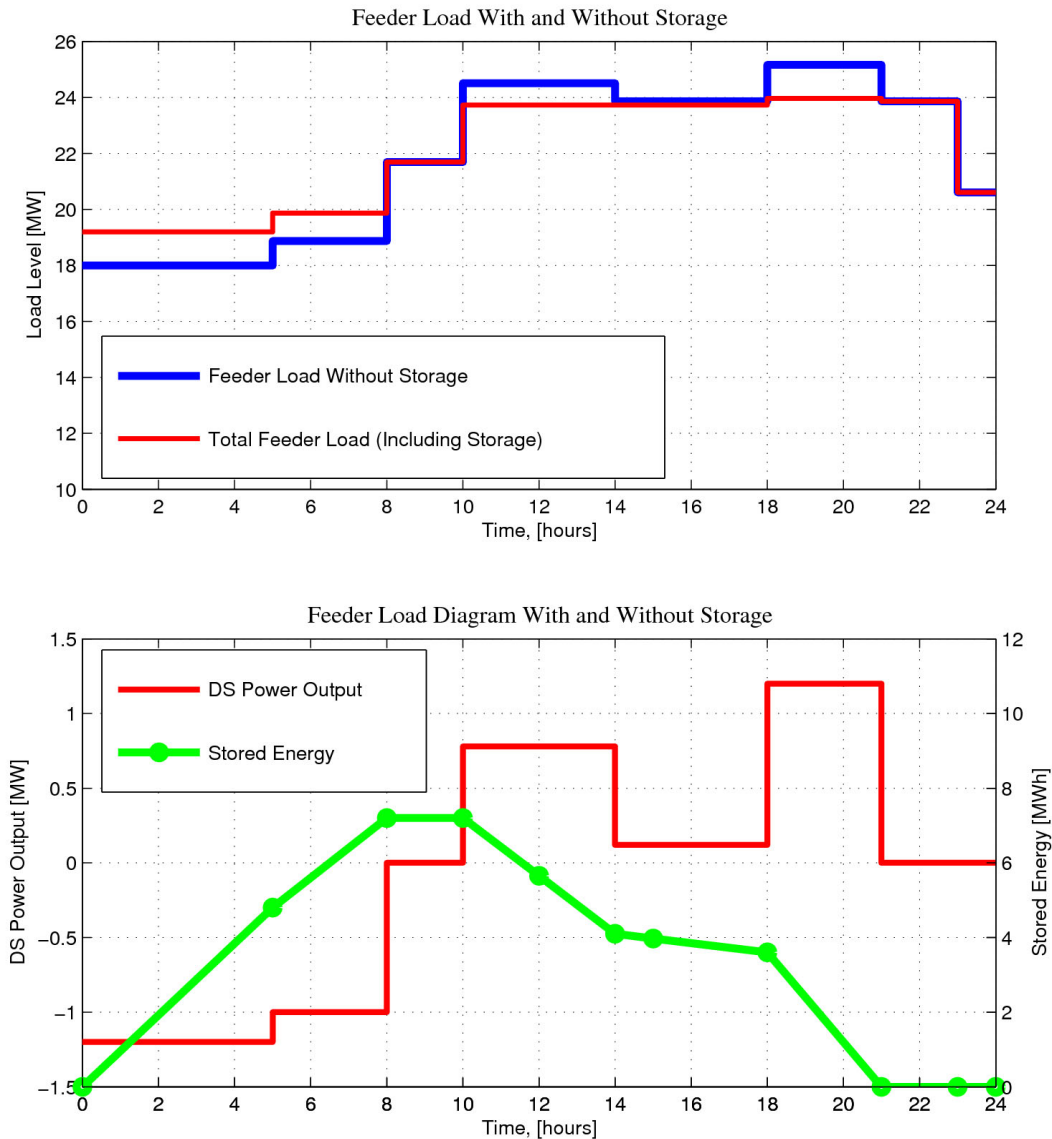 Feeder Load With and Without Storage
26
24
22
20
18
16
14
12
10
Load Level [MW]
Feeder Load Without Storage
Total Feeder Load (Including Storage)
0 2 4 6 8 10 12 14 16 18 20 22 24
Time, [hours]
Feeder Load Diagram With and Without Storage
1.5
1
0.5
0
−0.5
−1
−1.5
DS Power Output [MW]
DS Power Output
Stored Energy
12
10
8
6
4
2
0
Stored Energy [MWh]
0 2 4 6 8 10 12 14 16 18 20 22 24
Time, [hours]